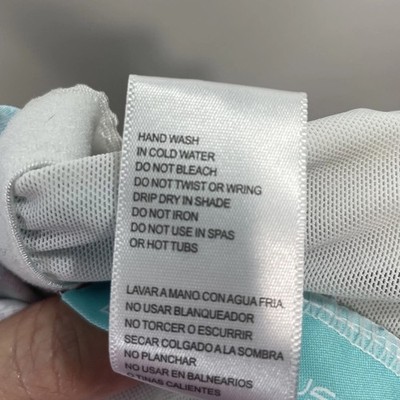 HAND WASH
IN COLD WATER
DO NOT BLEACH
DO NOT TWIST OR WRING
DRIP DRY IN SHADE
DO NOT IRON
DO NOT USE IN SPAS
OR HOT TUBS
LAVAR A MANO CON AGUA FRIA
NO USAR BLANQUEADOR
NO TORCER O ESCURRIR
SECAR COLGADO A LA SOMBRA
NO PLANCHAR
NO USAR EN BALNEARIOS
O TINAS CALIENTES